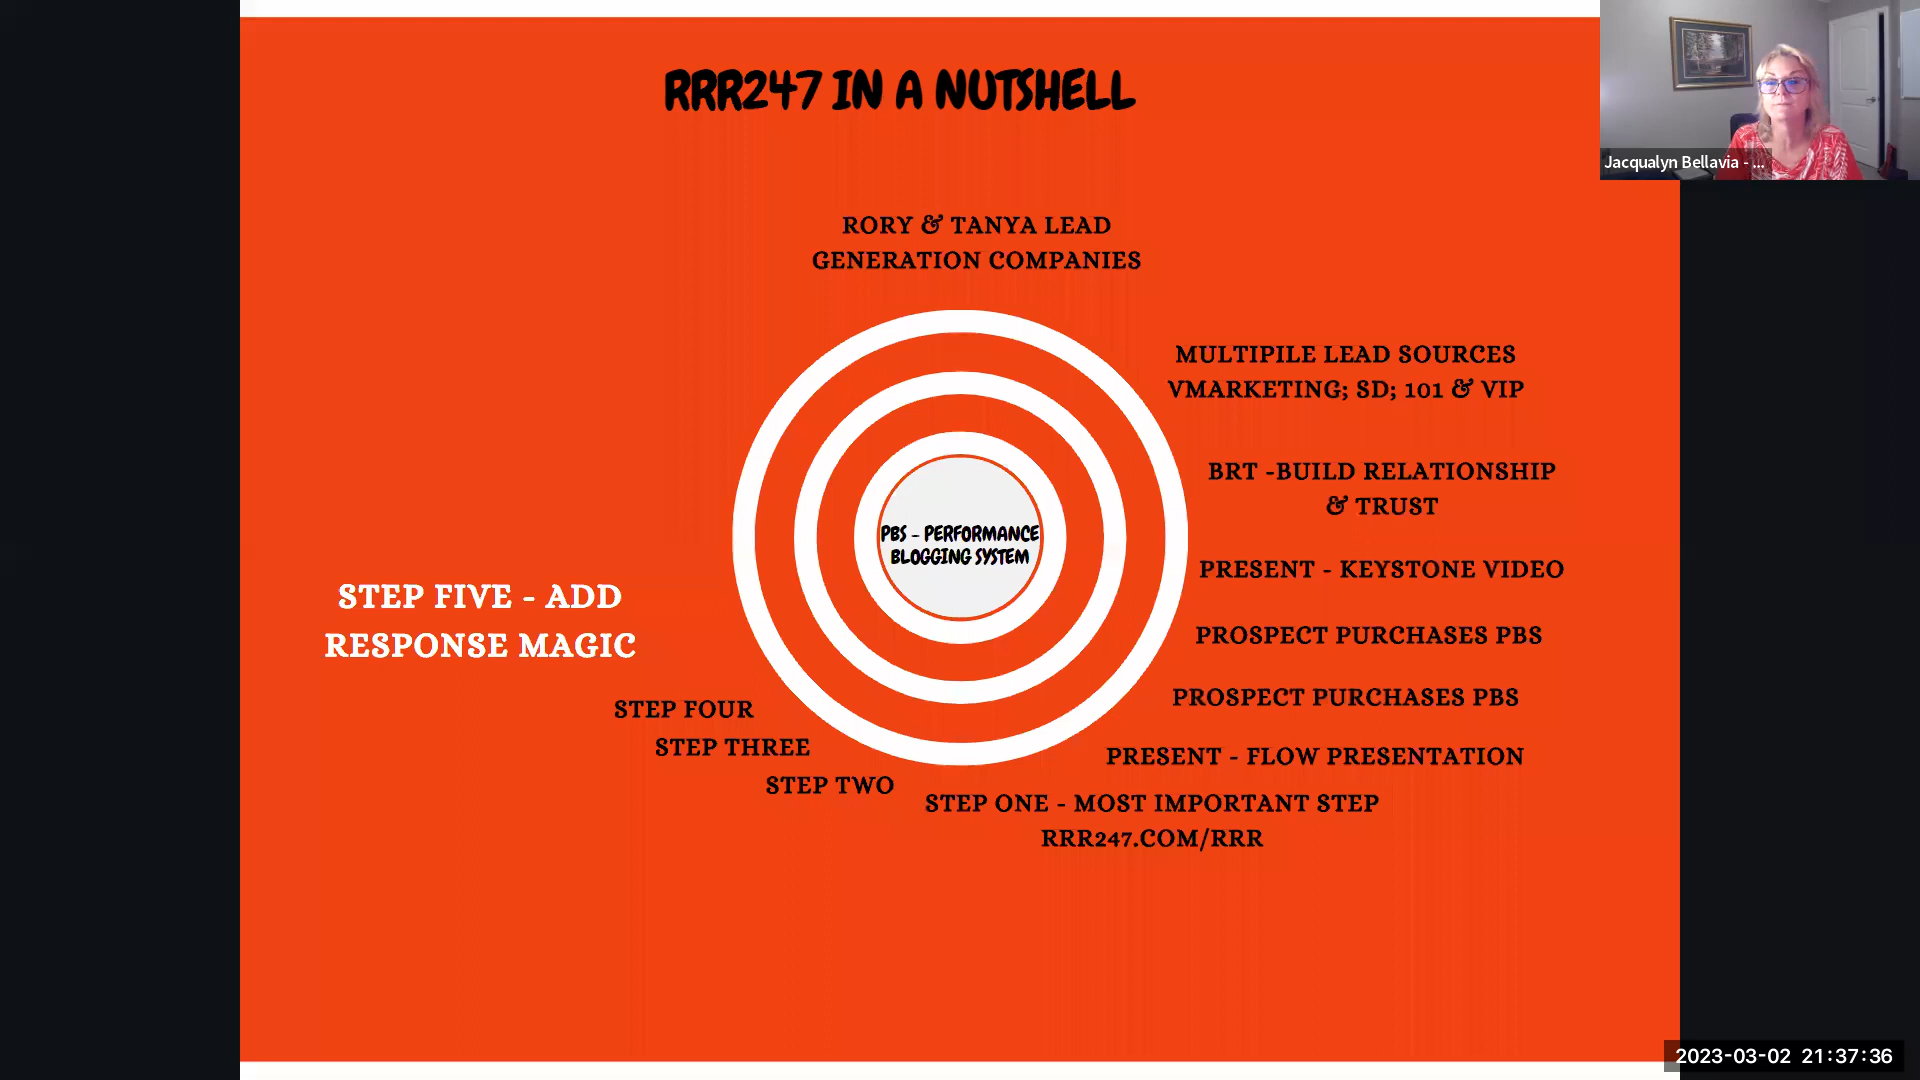 RRR247 IN A NUTSHELL
Jacqualyn Bellavia - ...
RORY & TANYA LEAD
GENERATION COMPANIES
MULTIPILE LEAD SOURCES
VMARKETING; SD; 101 & VIP
BRT -BUILD RELATIONSHIP
& TRUST
PBS - PERFORMANCE
BLOGGING SYSTEM
PRESENT - KEYSTONE VIDEO
STEP FIVE - ADD
RESPONSE MAGIC
PROSPECT PURCHASES PBS
PROSPECT PURCHASES PBS
STEP FOUR
STEP THREE
PRESENT - FLOW PRESENTATION
STEP TWO
STEP ONE - MOST IMPORTANT STEP
RRR247.COM/RRR
2023-03-02 21:37:36